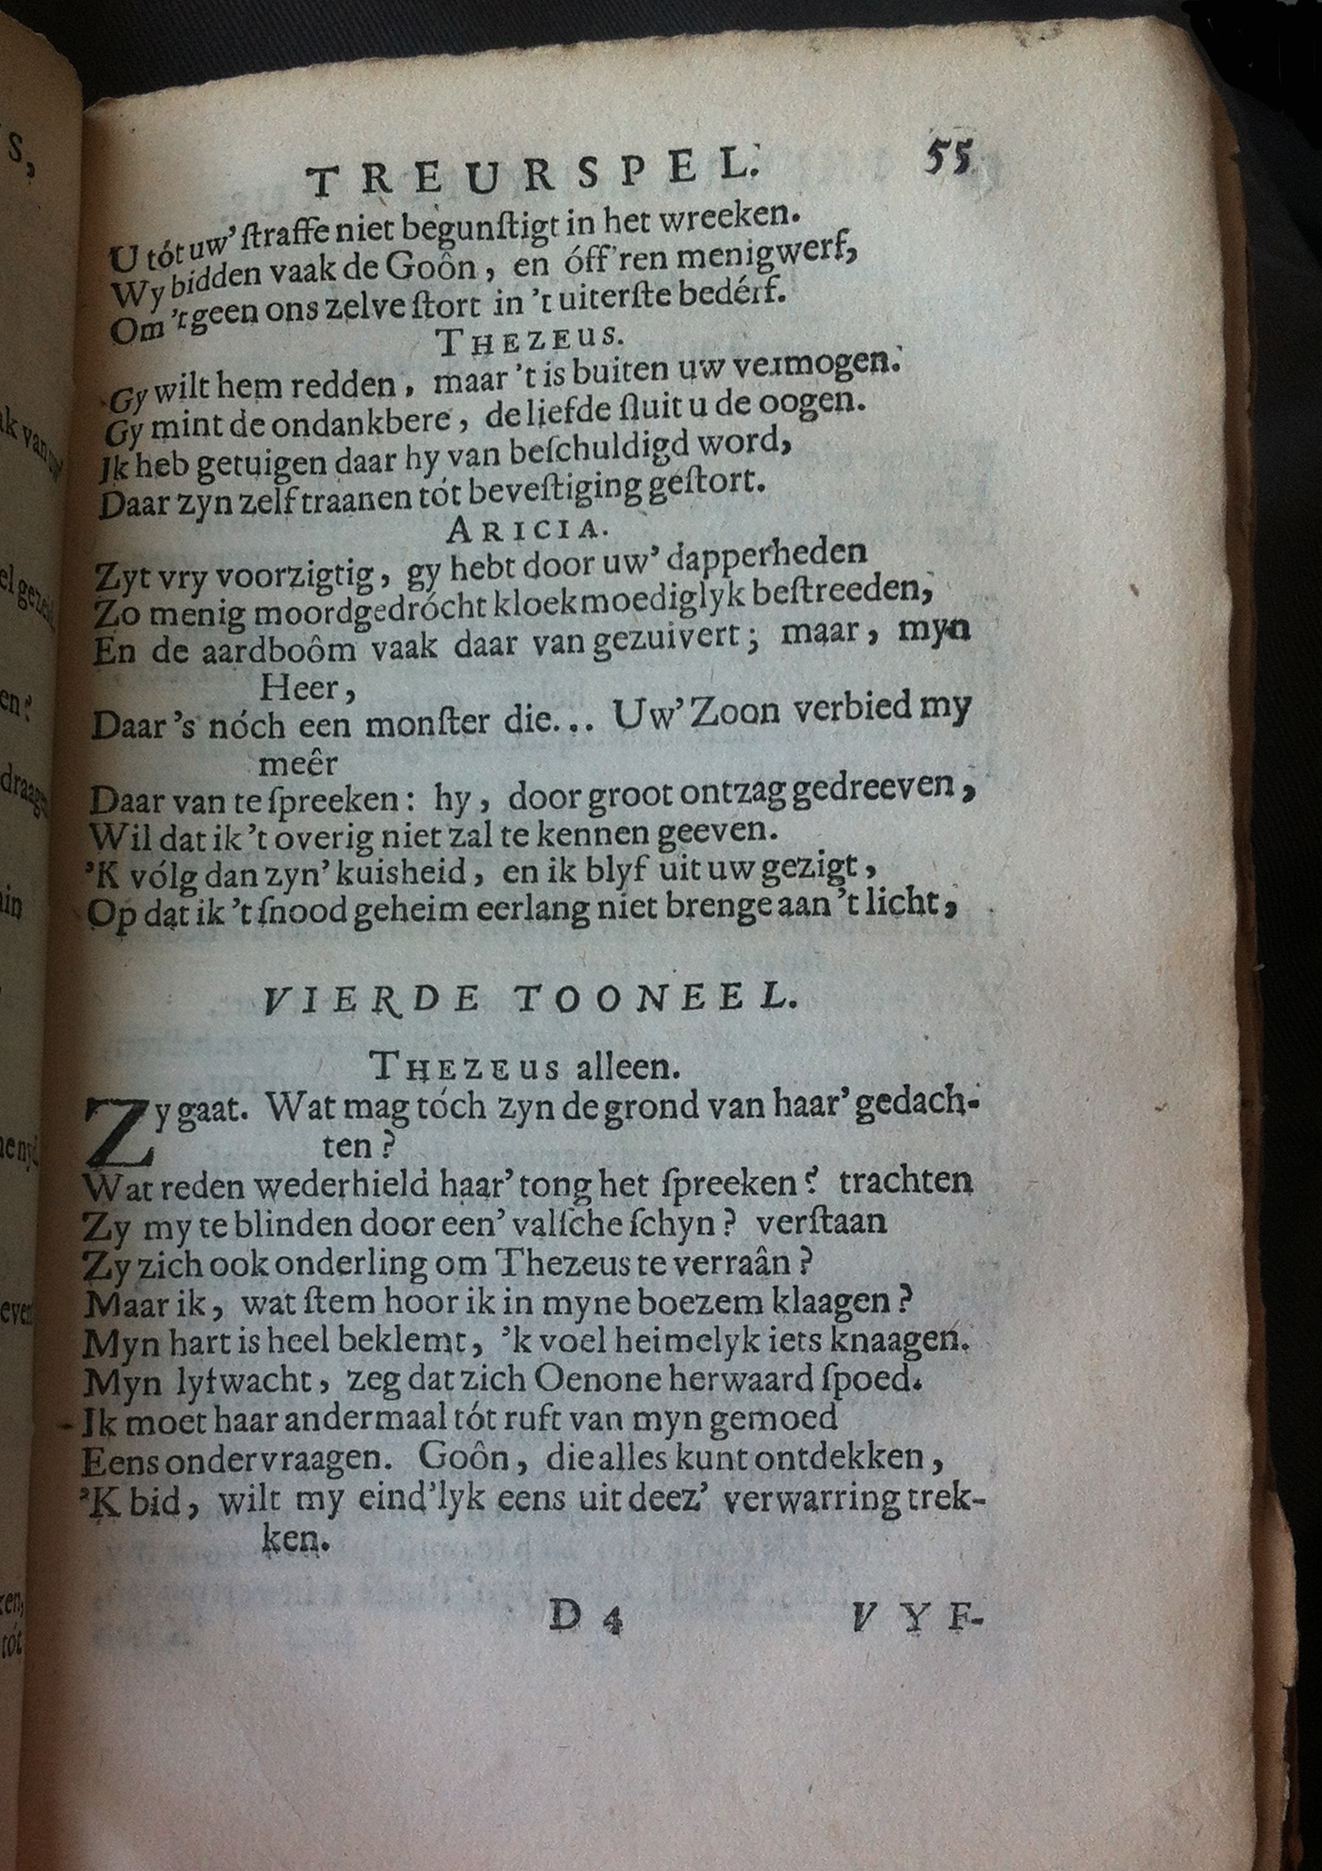 TREURSPEL. 55
U tót uw' ſtraffe niet begunſtigt in het wreeken.
Wy bidden vaak de Goôn, en óff'ren menigwerf,
Om 't geen ons zelve ſtort in 't uiterſte bedérf.
THEZEUS.
Gy wilt hem redden, maar 't is buiten uw vermogen.
Gy mint de ondankbere, de liefde ſluit u de oogen.
Ik heb getuigen daar hy van beſchuldigd word,
Daar zyn zelf traanen tót beveſtiging geſtort.
ARICIA.
Zyt vry voorzigtig, gy hebt door uw' dapperheden
Zo menig moordgedrócht kloekmoediglyk beſtreeden,
En de aardboôm vaak daar van gezuivert; maar, myn
Heer,
Daar 's nóch een monſter die... Uw' Zoon verbied my
meêr
Daar van te ſpreeken: hy, door groot ontzag gedreeven,
Wil dat ik 't overig niet zal te kennen geeven.
'K vólg dan zyn' kuisheid, en ik blyf uit uw gezigt,
Op dat ik 't ſnood geheim eerlang niet brenge aan 't licht,
VIERDE TOONEEL.
THEZEUS alleen.
Zy gaat. Wat mag tóch zyn de grond van haar' gedach-
ten?
Wat reden wederhield haar' tong het ſpreeken? trachten
Zy my te blinden door een' valſche ſchyn? verſtaan
Zy zich ook onderling om Thezeus te verraân?
Maar ik, wat ſtem hoor ik in myne boezem klaagen?
Myn hart is heel beklemt, 'k voel heimelyk iets knaagen.
Myn lyfwacht, zeg dat zich Oenone herwaard ſpoed.
Ik moet haar andermaal tót ruſt van myn gemoed
Eens ondervraagen. Goôn, die alles kunt ontdekken,
'K bid, wilt my eind'lyk eens uit deez' verwarring trek-
ken.
D 4 VYF-